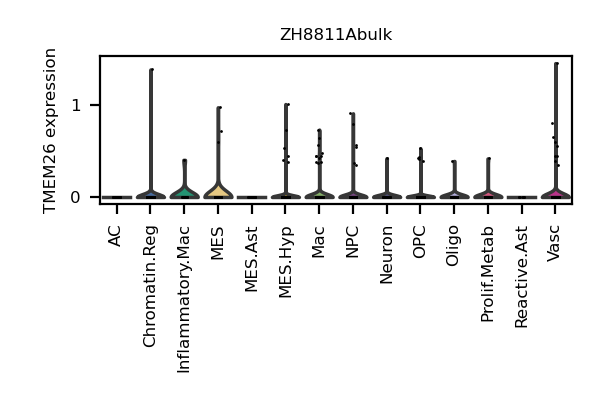 ZH8811Abulk
TMEM26 expression
1
0
AC
Chromatin.Reg
Inflammatory.Mac
MES
MES.Ast
MES.Hyp
Mac
NPC
Neuron
OPC
Oligo
Prolif.Metab
Reactive.Ast
Vasc